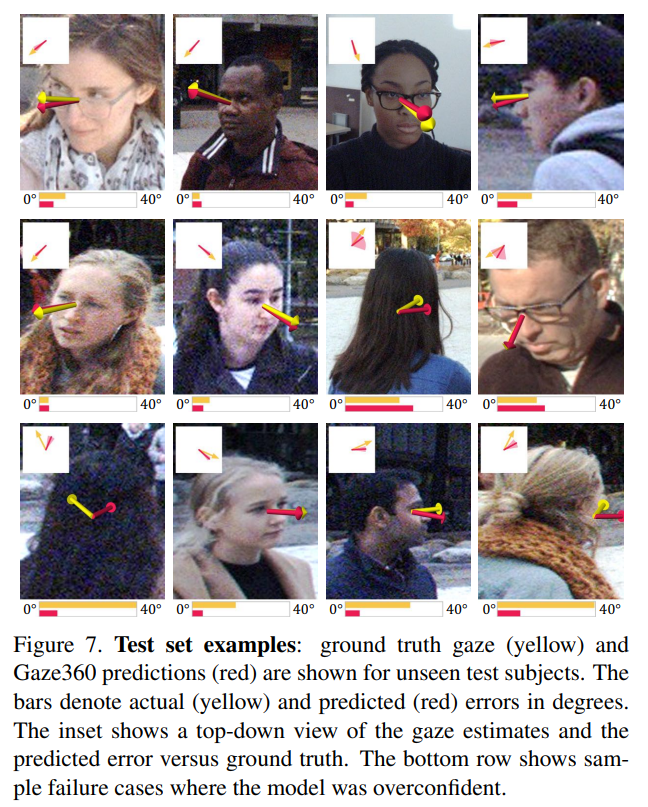 0° 40° 0° 40° 0° 40° 0° 40°
0° 40° 0° 40° 0° 40° 0° 40°
0° 40° 0° 40° 0° 40° 0° 40°
Figure 7. Test set examples: ground truth gaze (yellow) and
Gaze360 predictions (red) are shown for unseen test subjects. The
bars denote actual (yellow) and predicted (red) errors in degrees.
The inset shows a top-down view of the gaze estimates and the
predicted error versus ground truth. The bottom row shows sam-
ple failure cases where the model was overconfident.